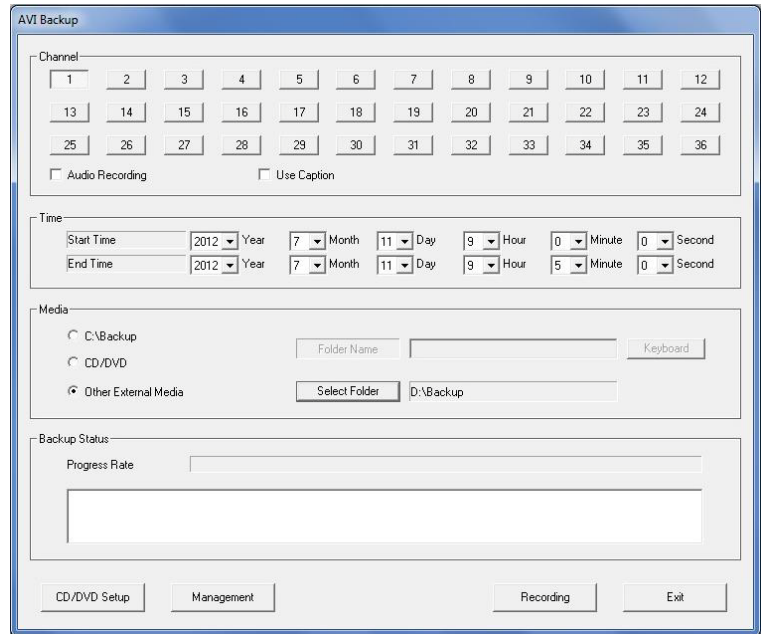 AVI Backup
Channel
1 2 3 4 5 6 7 8 9 10 11 12
13 14 15 16 17 18 19 20 21 22 23 24
25 26 27 28 29 30 31 32 33 34 35 36
Audio Recording Use Caption
Time
Start Time 2012 Year 7 Month 11 Day 9 Hour 0 Minute 0 Second
End Time 2012 Year 7 Month 11 Day 9 Hour 5 Minute 0 Second
Media
C:\Backup
Folder Name Keyboard
CD/DVD
Other External Media Select Folder D:\Backup
Backup Status
Progress Rate
CD/DVD Setup Management Recording Exit